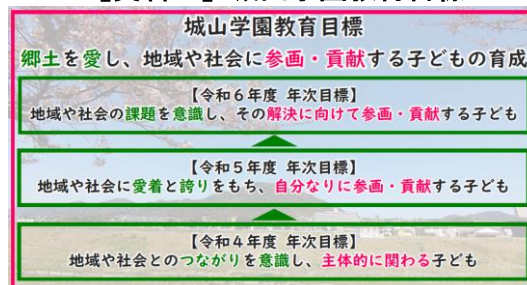 城山学園教育目標
郷土を愛し、地域や社会に参画・貢献する子どもの育成
【令和6年度 年次目標】
地域や社会の課題を意識し、その解決に向けて参画・貢献する子ども
【令和5年度 年次目標】
地域や社会に愛着と誇りをもち、自分なりに参画・貢献する子ども
【令和4年度 年次目標】
地域や社会とのつながりを意識し、主体的に関わる子ども